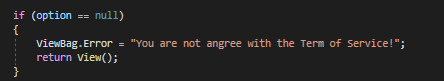 if (option == null)
{
ViewBag.Error = "You are not angree with the Term of Service!";
return View();
}